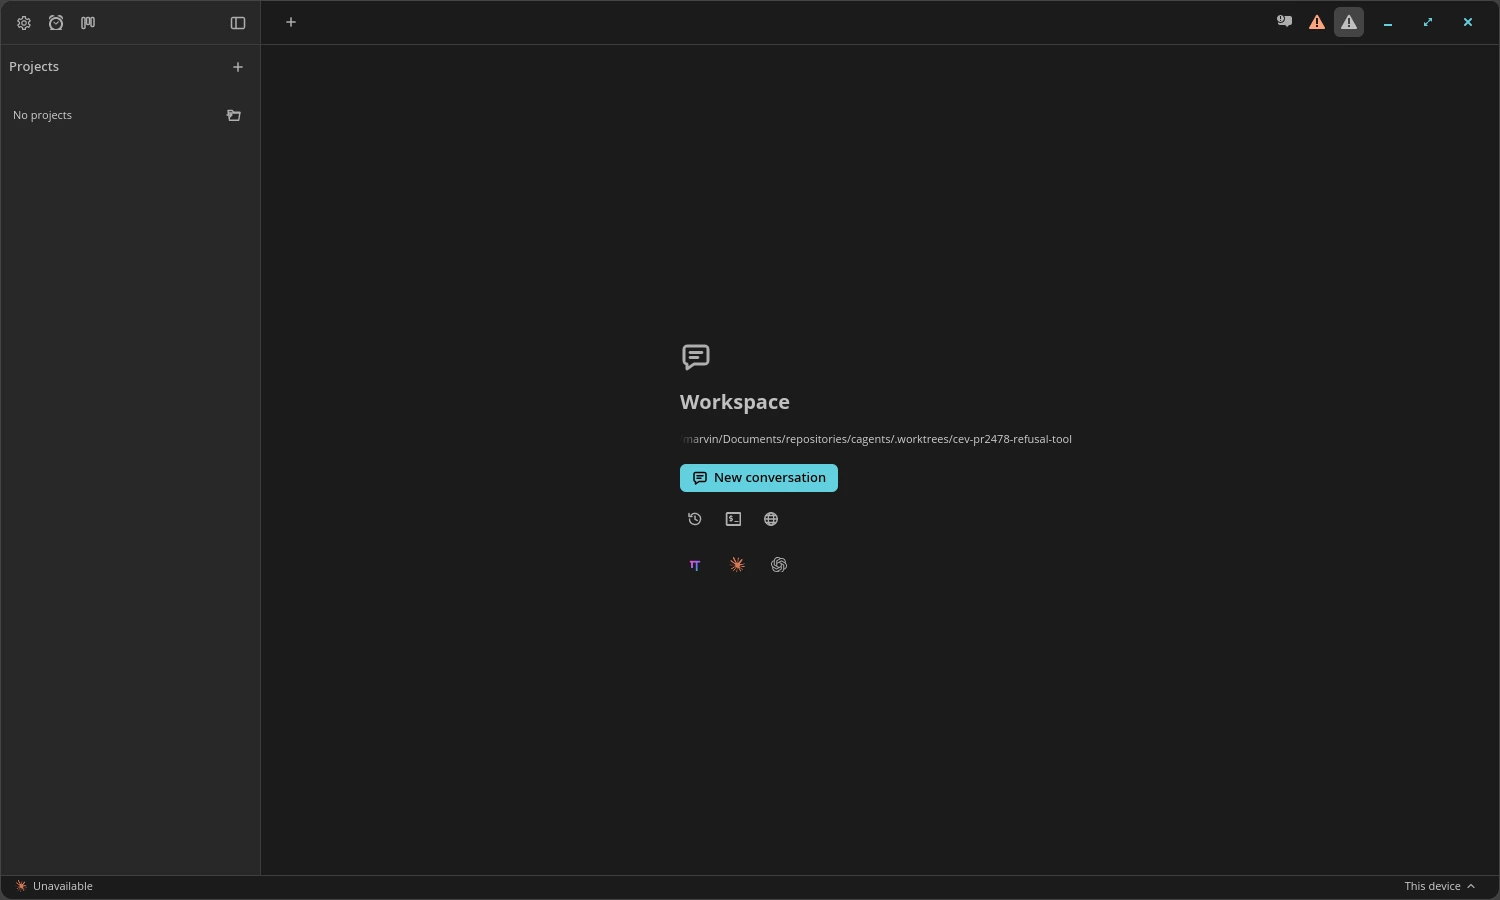 Projects
No projects
Workspace
marvin/Documents/repositories/cagents/.worktrees/cev-pr2478-refusal-tool
New conversation
Unavailable
This device